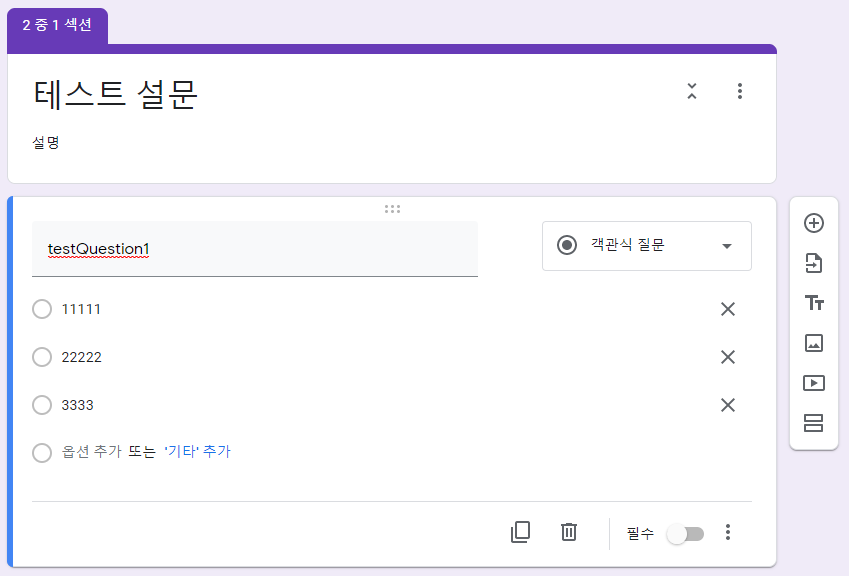 2 중 1 섹션
테스트 설문
설명
testQuestion1
객관식 질문
11111
22222
3333
옵션 추가 또는 '기타' 추가
필수